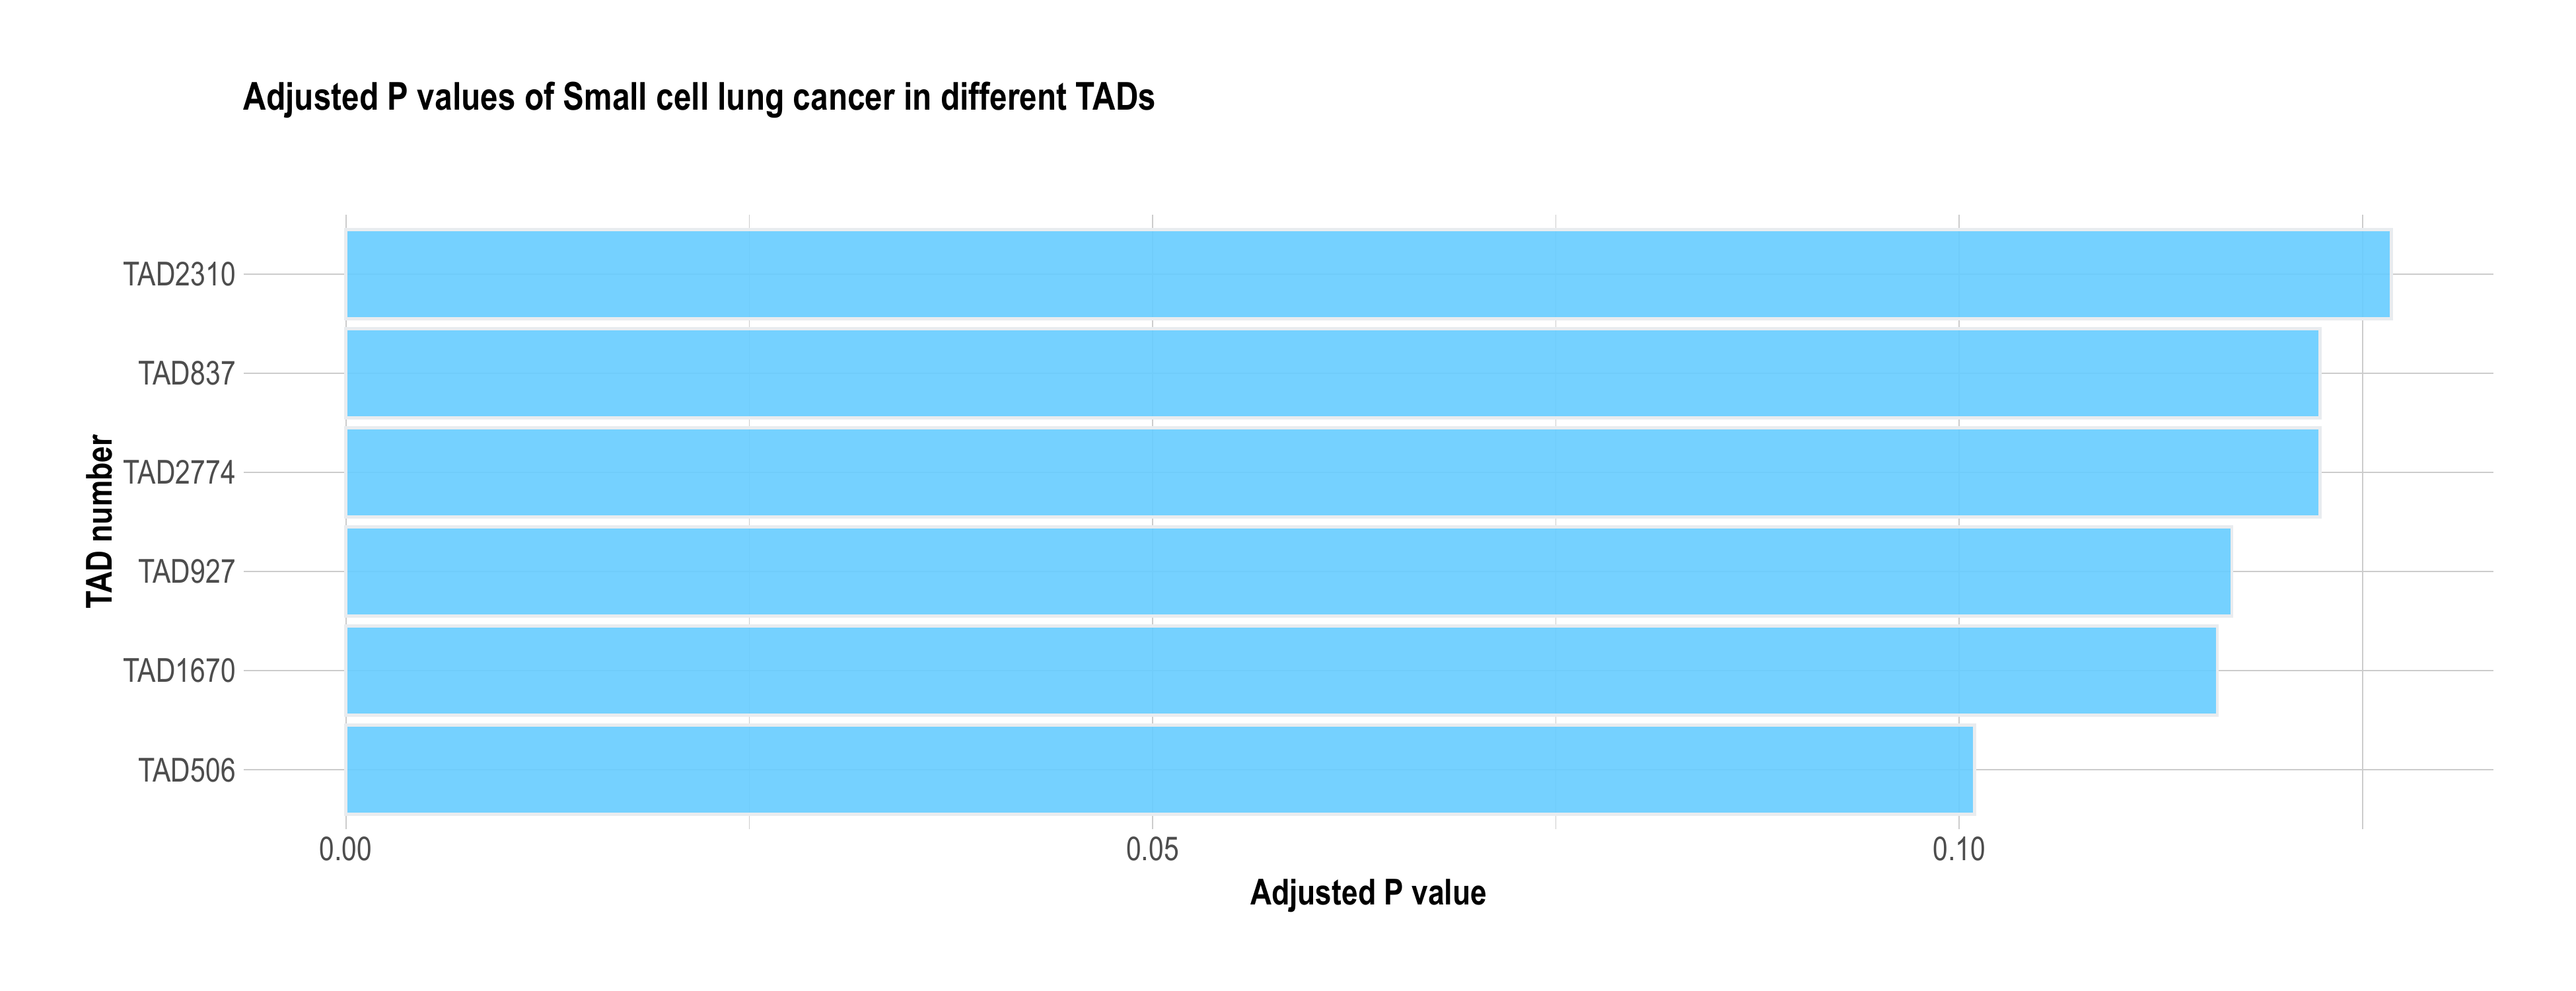 Adjusted P values of Small cell lung cancer in different TADs
TAD number
TAD2310
TAD837
TAD2774
TAD927
TAD1670
TAD506
0.00
0.05
0.10
Adjusted P value